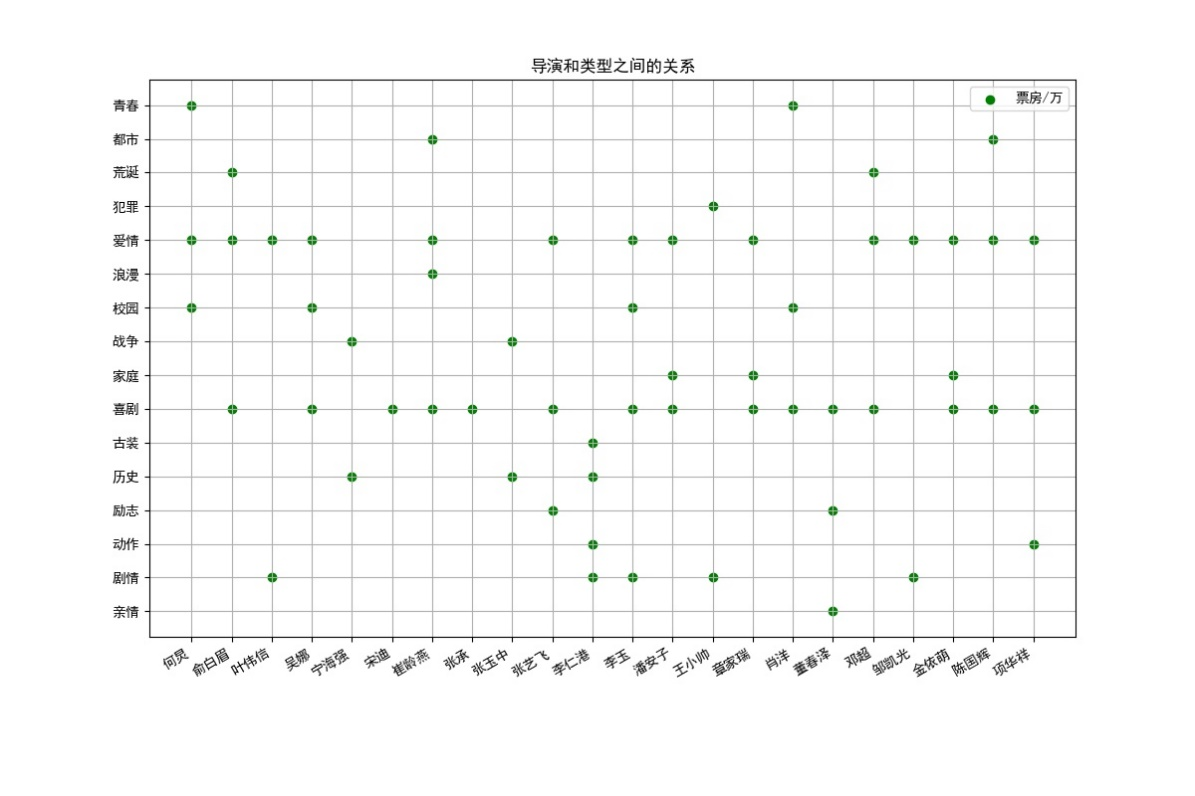 导演和类型之间的关系
票房/万
青春
都市
荒诞
犯罪
爱情
浪漫
校园
战争
家庭
喜剧
古装
历史
励志
动作
剧情
亲情
何炅
俞白眉
叶伟信
吴娜
宁海强
宋迪
崔龄燕
张承
张玉中
张艺飞
李仁港
李玉
潘安子
王小帅
章家瑞
肖洋
董春泽
邓超
邹凯光
金依萌
陈国辉
项华祥